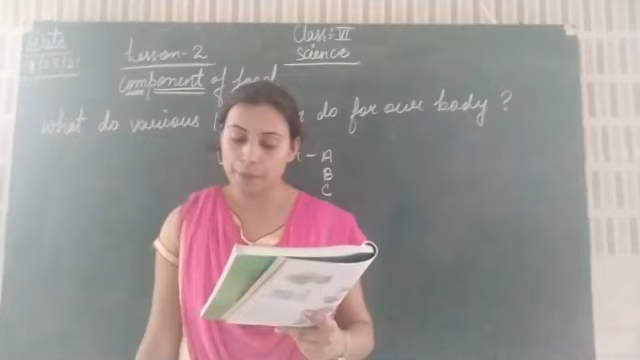 Date
Class:- VI
Lesson-2
Science
Component of food
What do various do for our body ?
- A
B
C